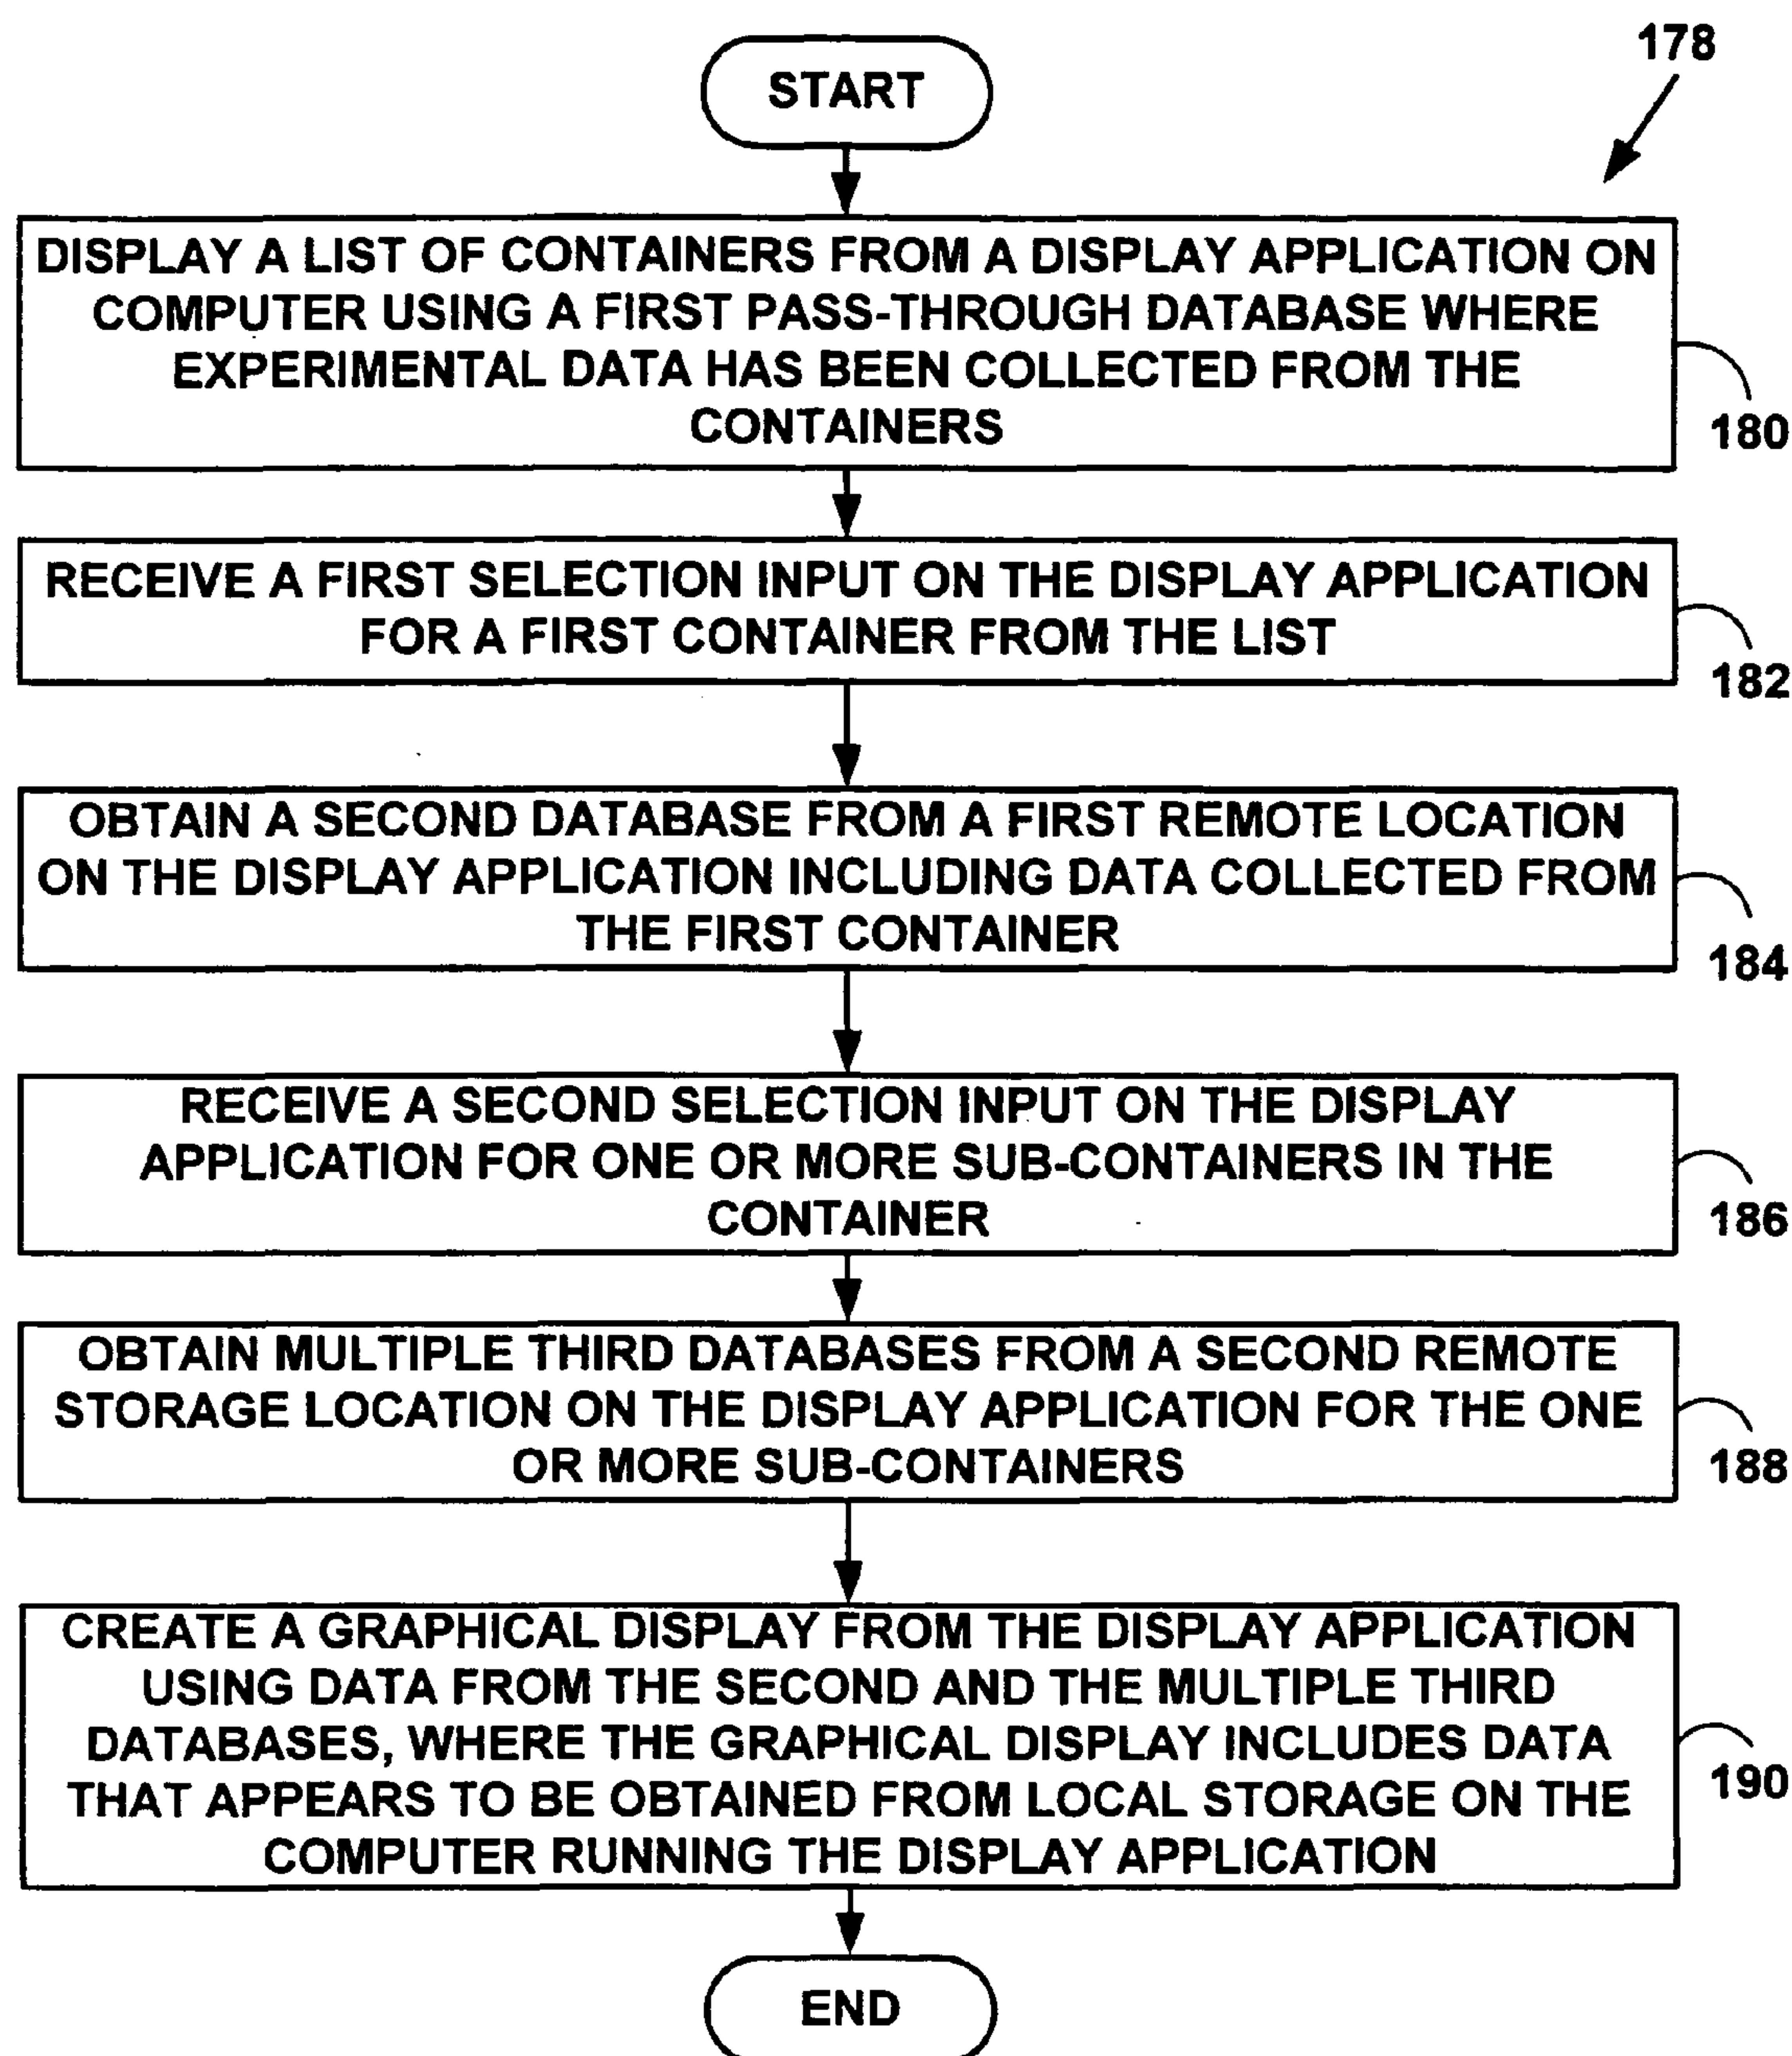 START
178
DISPLAY A LIST OF CONTAINERS FROM A DISPLAY APPLICATION ON
COMPUTER USING A FIRST PASS-THROUGH DATABASE WHERE
EXPERIMENTAL DATA HAS BEEN COLLECTED FROM THE
CONTAINERS
180
RECEIVE A FIRST SELECTION INPUT ON THE DISPLAY APPLICATION
FOR A FIRST CONTAINER FROM THE LIST
182
OBTAIN A SECOND DATABASE FROM A FIRST REMOTE LOCATION
ON THE DISPLAY APPLICATION INCLUDING DATA COLLECTED FROM
THE FIRST CONTAINER
184
RECEIVE A SECOND SELECTION INPUT ON THE DISPLAY
APPLICATION FOR ONE OR MORE SUB-CONTAINERS IN THE
CONTAINER
186
OBTAIN MULTIPLE THIRD DATABASES FROM A SECOND REMOTE
STORAGE LOCATION ON THE DISPLAY APPLICATION FOR THE ONE
OR MORE SUB-CONTAINERS
188
CREATE A GRAPHICAL DISPLAY FROM THE DISPLAY APPLICATION
USING DATA FROM THE SECOND AND THE MULTIPLE THIRD
DATABASES, WHERE THE GRAPHICAL DISPLAY INCLUDES DATA
THAT APPEARS TO BE OBTAINED FROM LOCAL STORAGE ON THE
COMPUTER RUNNING THE DISPLAY APPLICATION
190
END